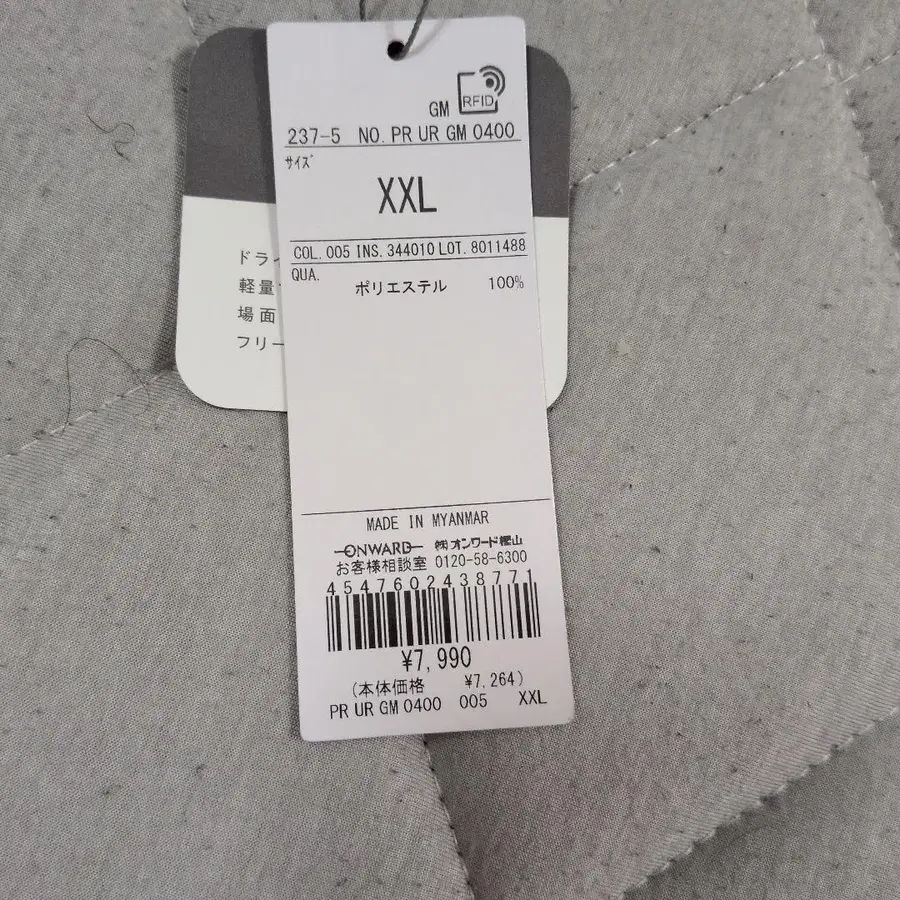 GM RFID
237-5 NO. PR UR GM 0400
ｻｲｽﾞ
XXL
COL. 005 INS. 344010 LOT. 8011488
QUA.
ポリエステル 100%
ドライ
軽量
場面
フリー
MADE IN MYANMAR
ONWARD ㈱オンワード樫山
お客様相談室 0120-58-6300
4547602438771
¥7,990
(本体価格 ¥7,264)
PR UR GM 0400 005 XXL